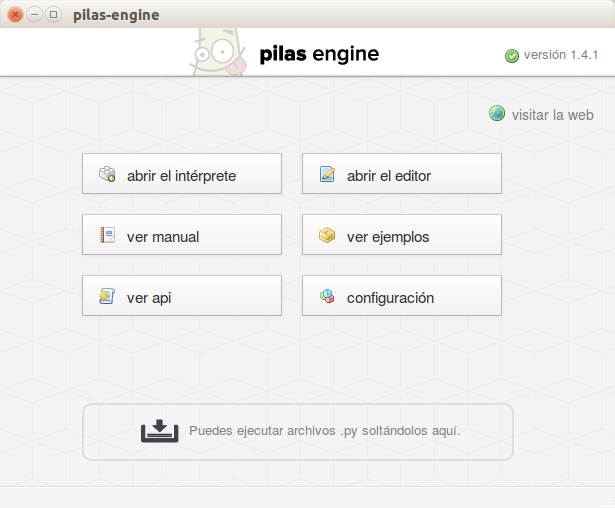 pilas-engine
pilas engine
versión 1.4.1
visitar la web
abrir el intérprete
abrir el editor
ver manual
ver ejemplos
ver api
configuración
Puedes ejecutar archivos .py soltándolos aquí.